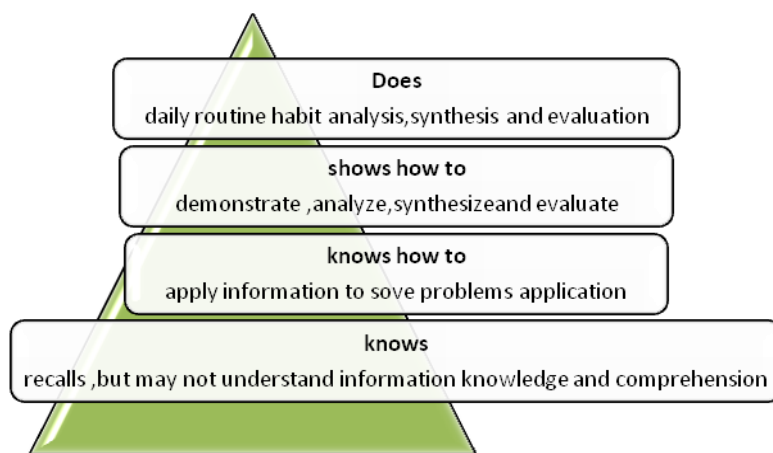 Does
daily routine habit analysis,synthesis and evaluation
shows how to
demonstrate ,analyze,synthesizeand evaluate
knows how to
apply information to sove problems application
knows
recalls ,but may not understand information knowledge and comprehension